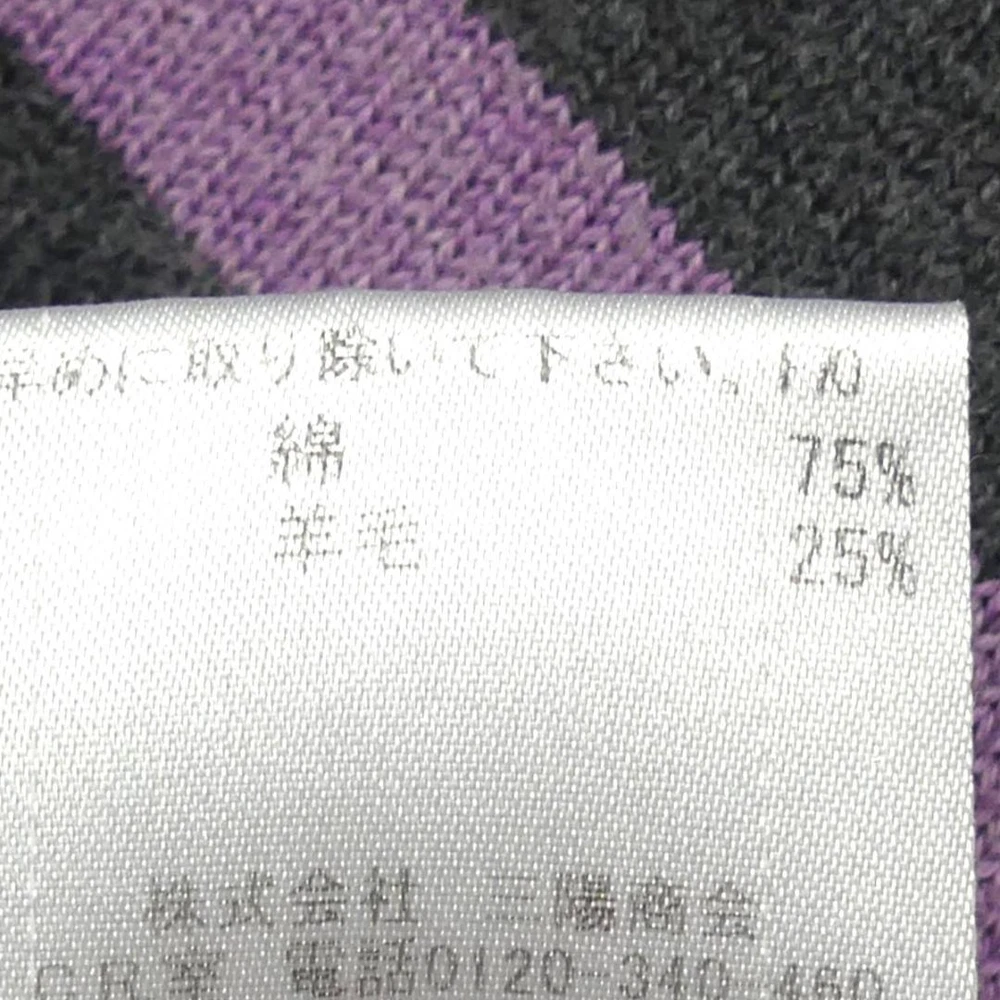 早めに取り除いて下さい。
綿 75%
羊毛 25%
株式会社 三陽商会
電話0120-340-460